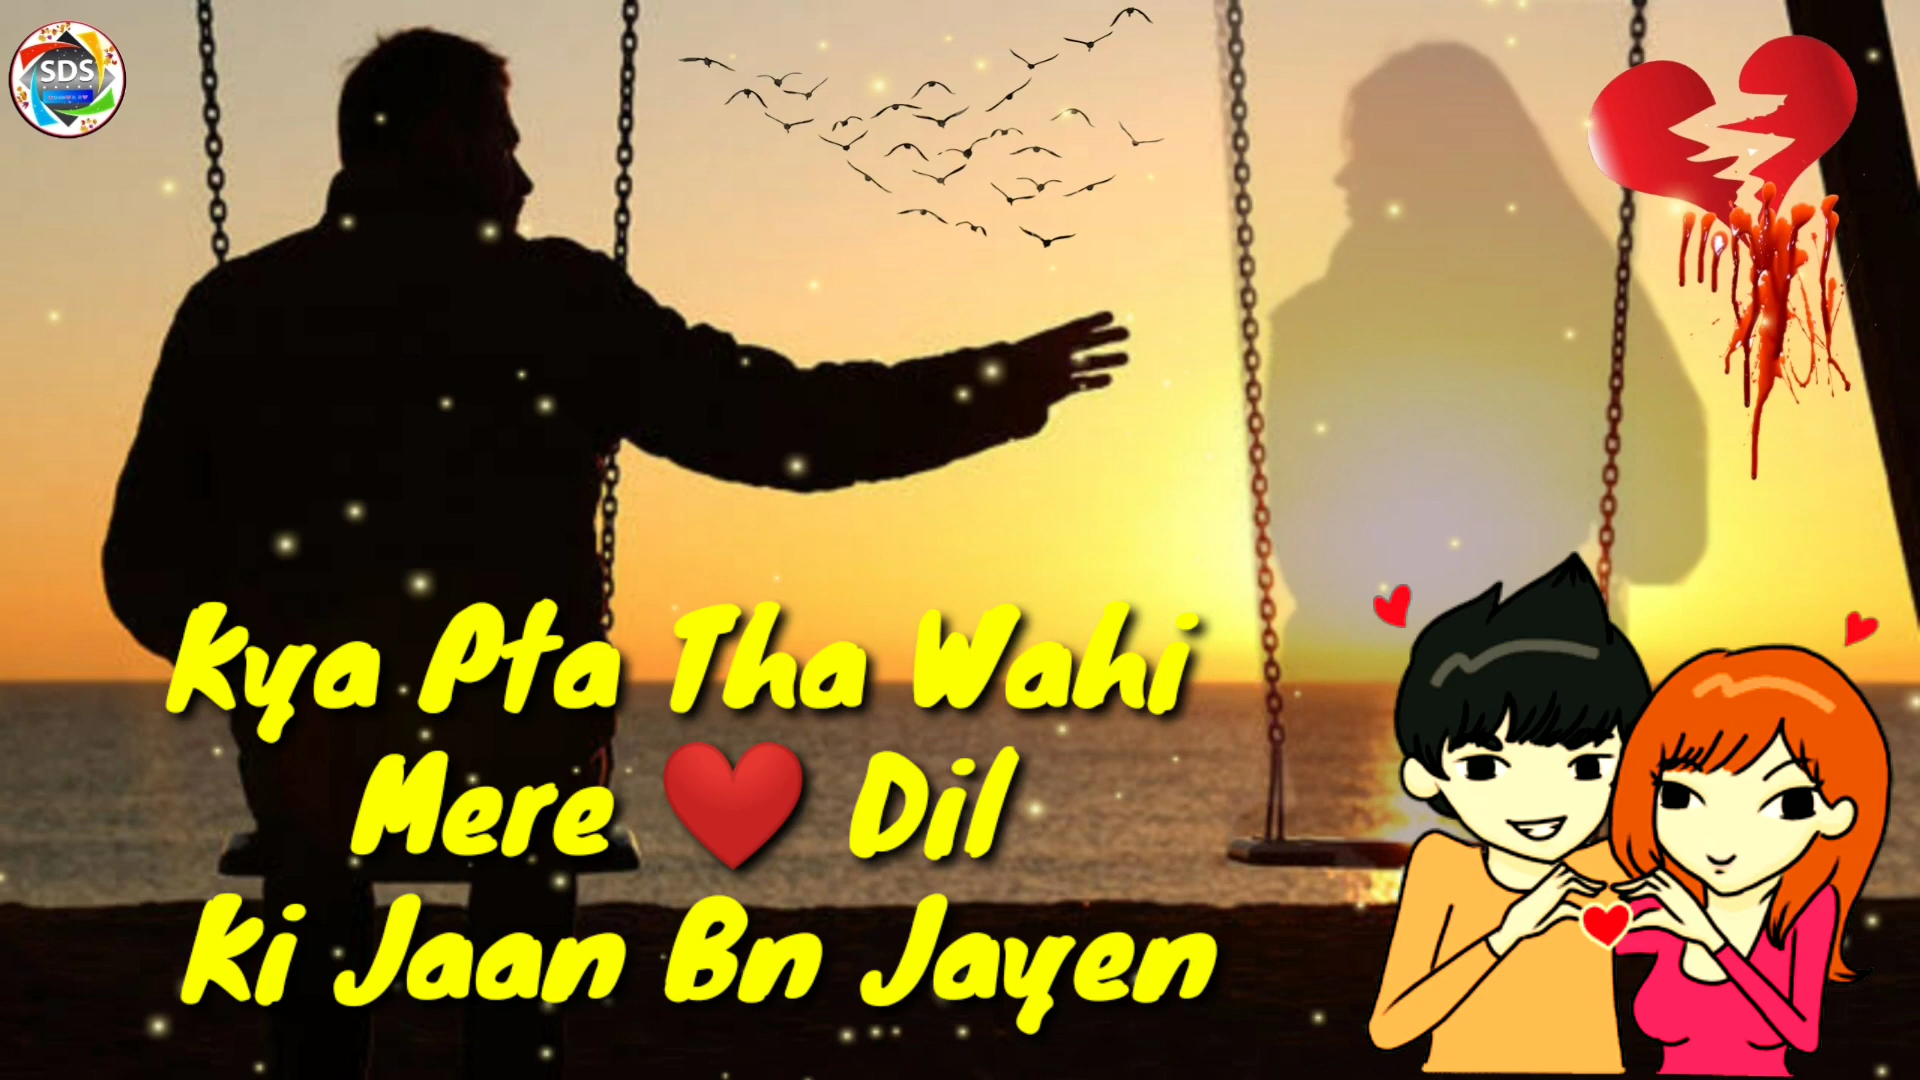 SDS
Kya Pta Tha Wahi
Mere ❤️ Dil
Ki Jaan Bn Jayen